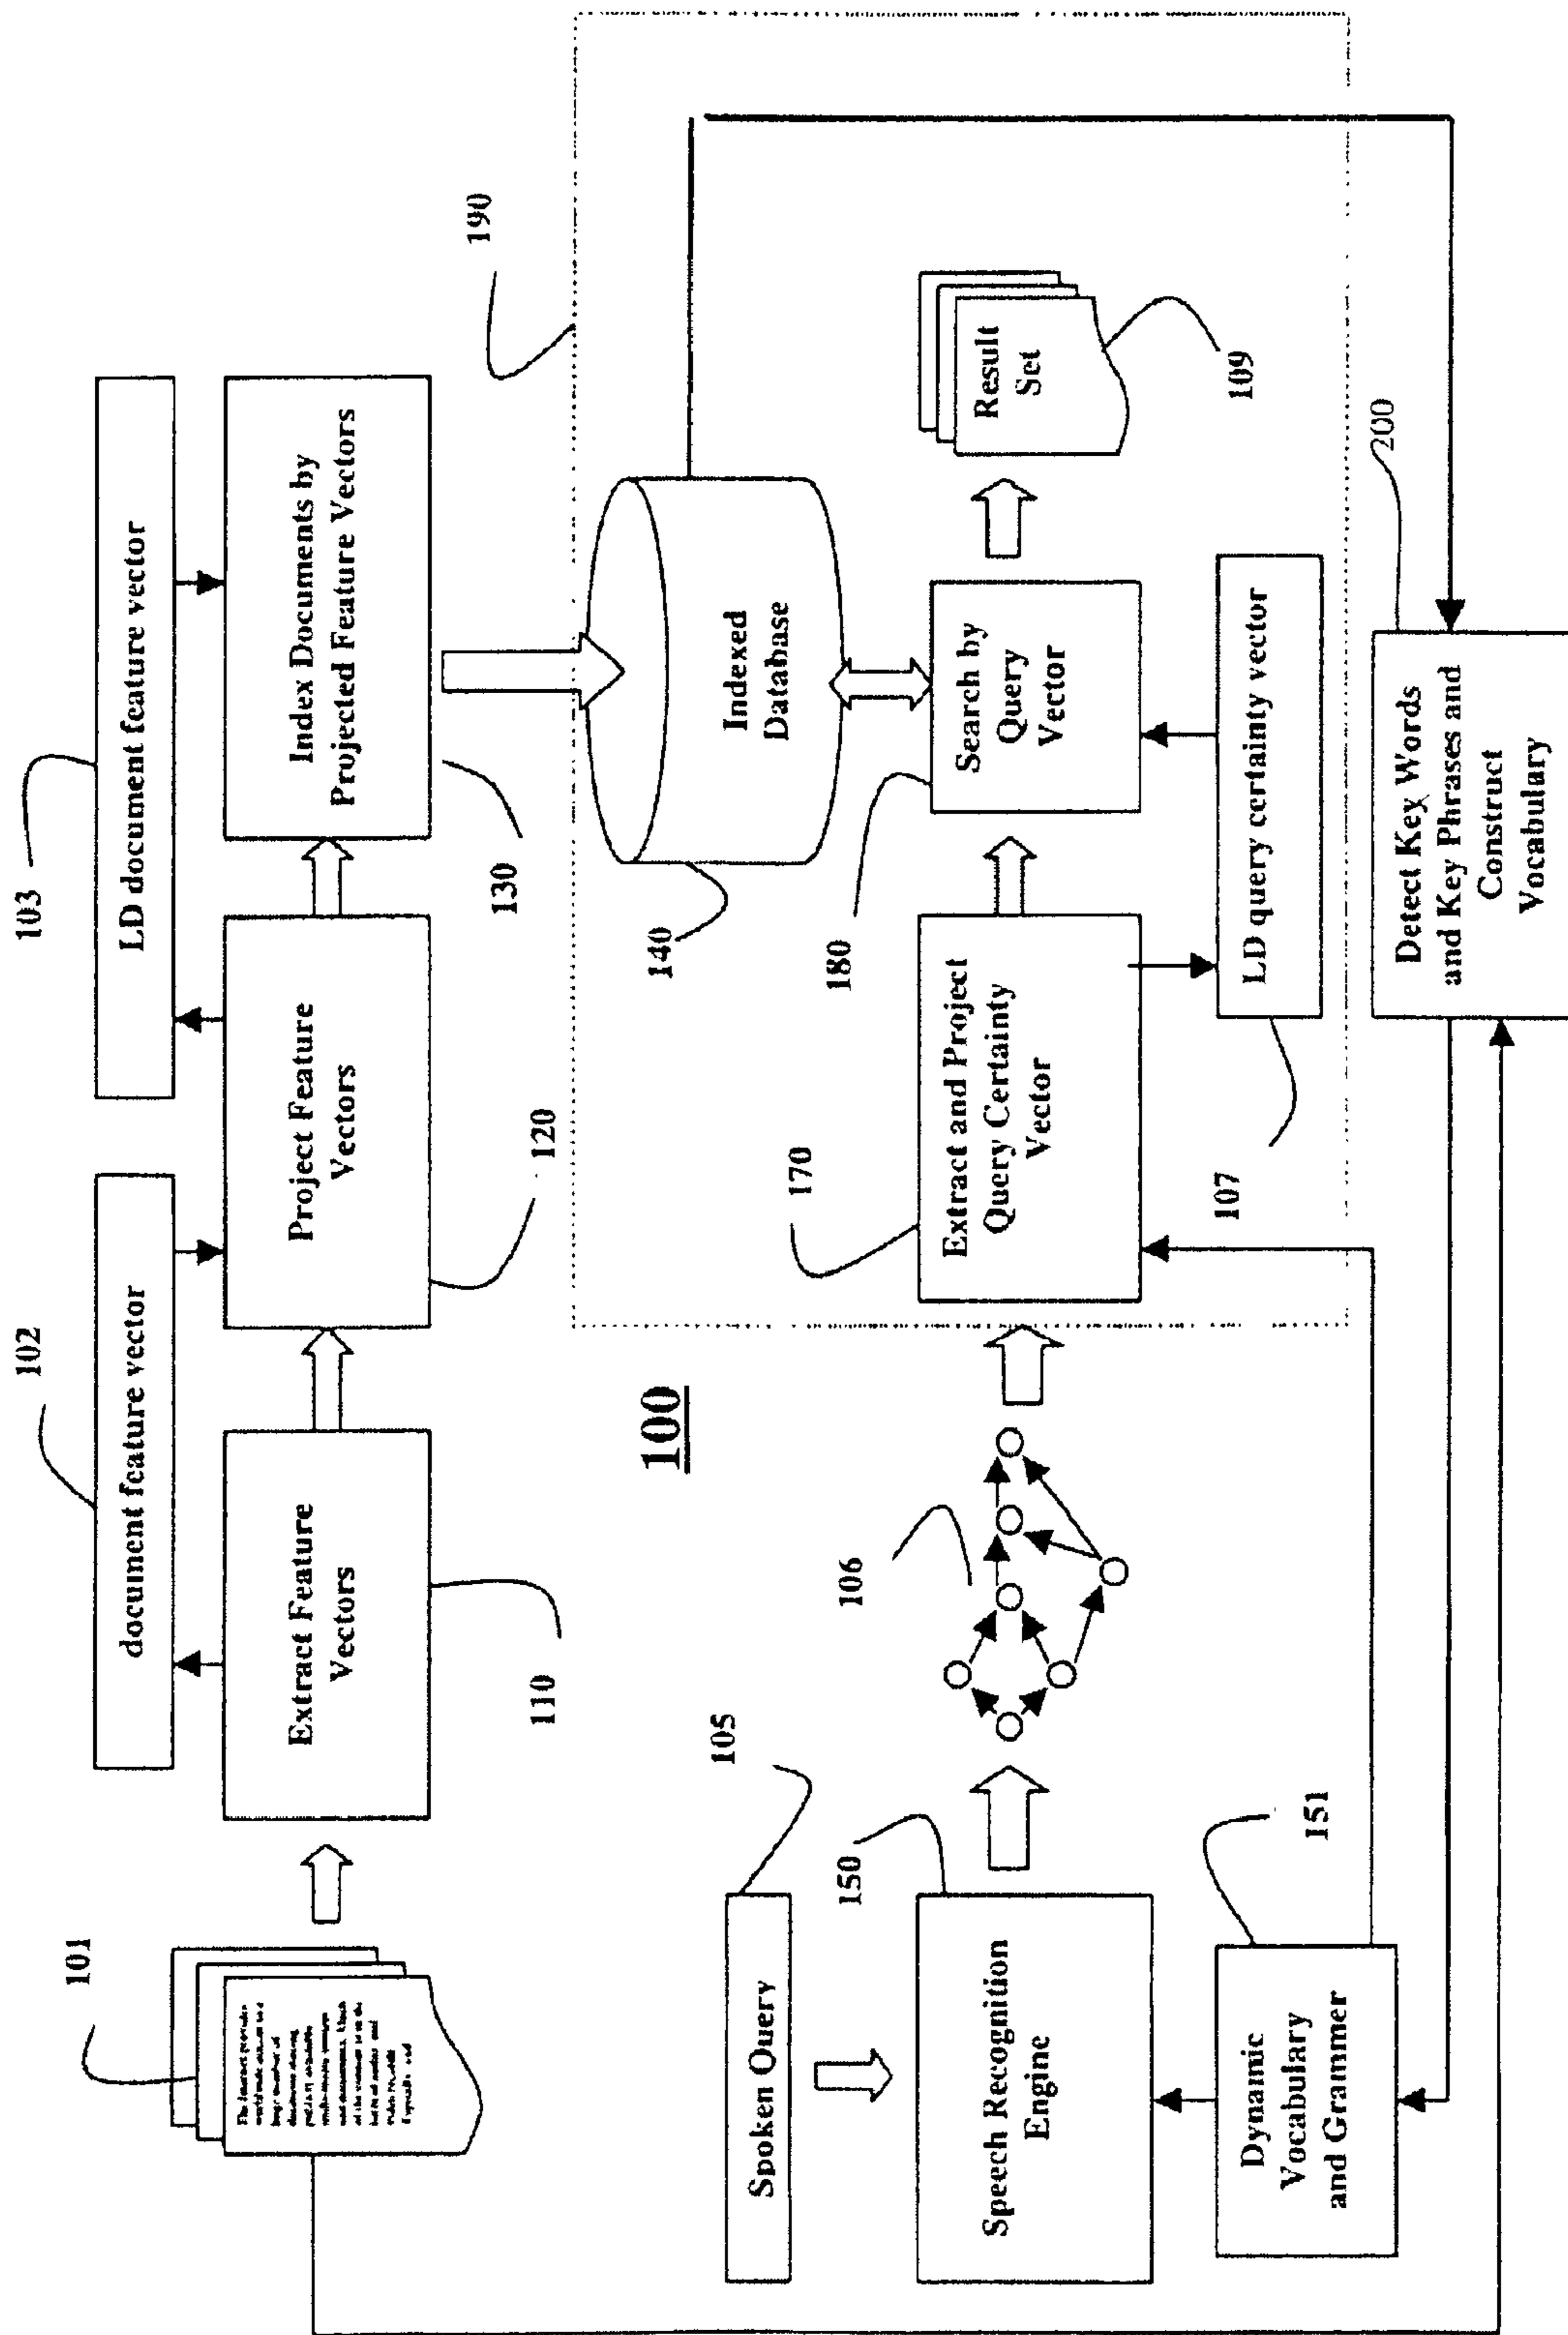 101
102
document feature vector
103
LD document feature vector
Extract Feature
Vectors
110
Project Feature
Vectors
120
Index Documents by
Projected Feature Vectors
130
190
100
105
Spoken Query
150
Speech Recognition
Engine
106
170
Extract and Project
Query Certainty
Vector
140
Indexed
Database
180
Search by
Query
Vector
Result
Set
109
151
Dynamic
Vocabulary
and Grammer
107
LD query certainty vector
200
Detect Key Words
and Key Phrases and
Construct
Vocabulary